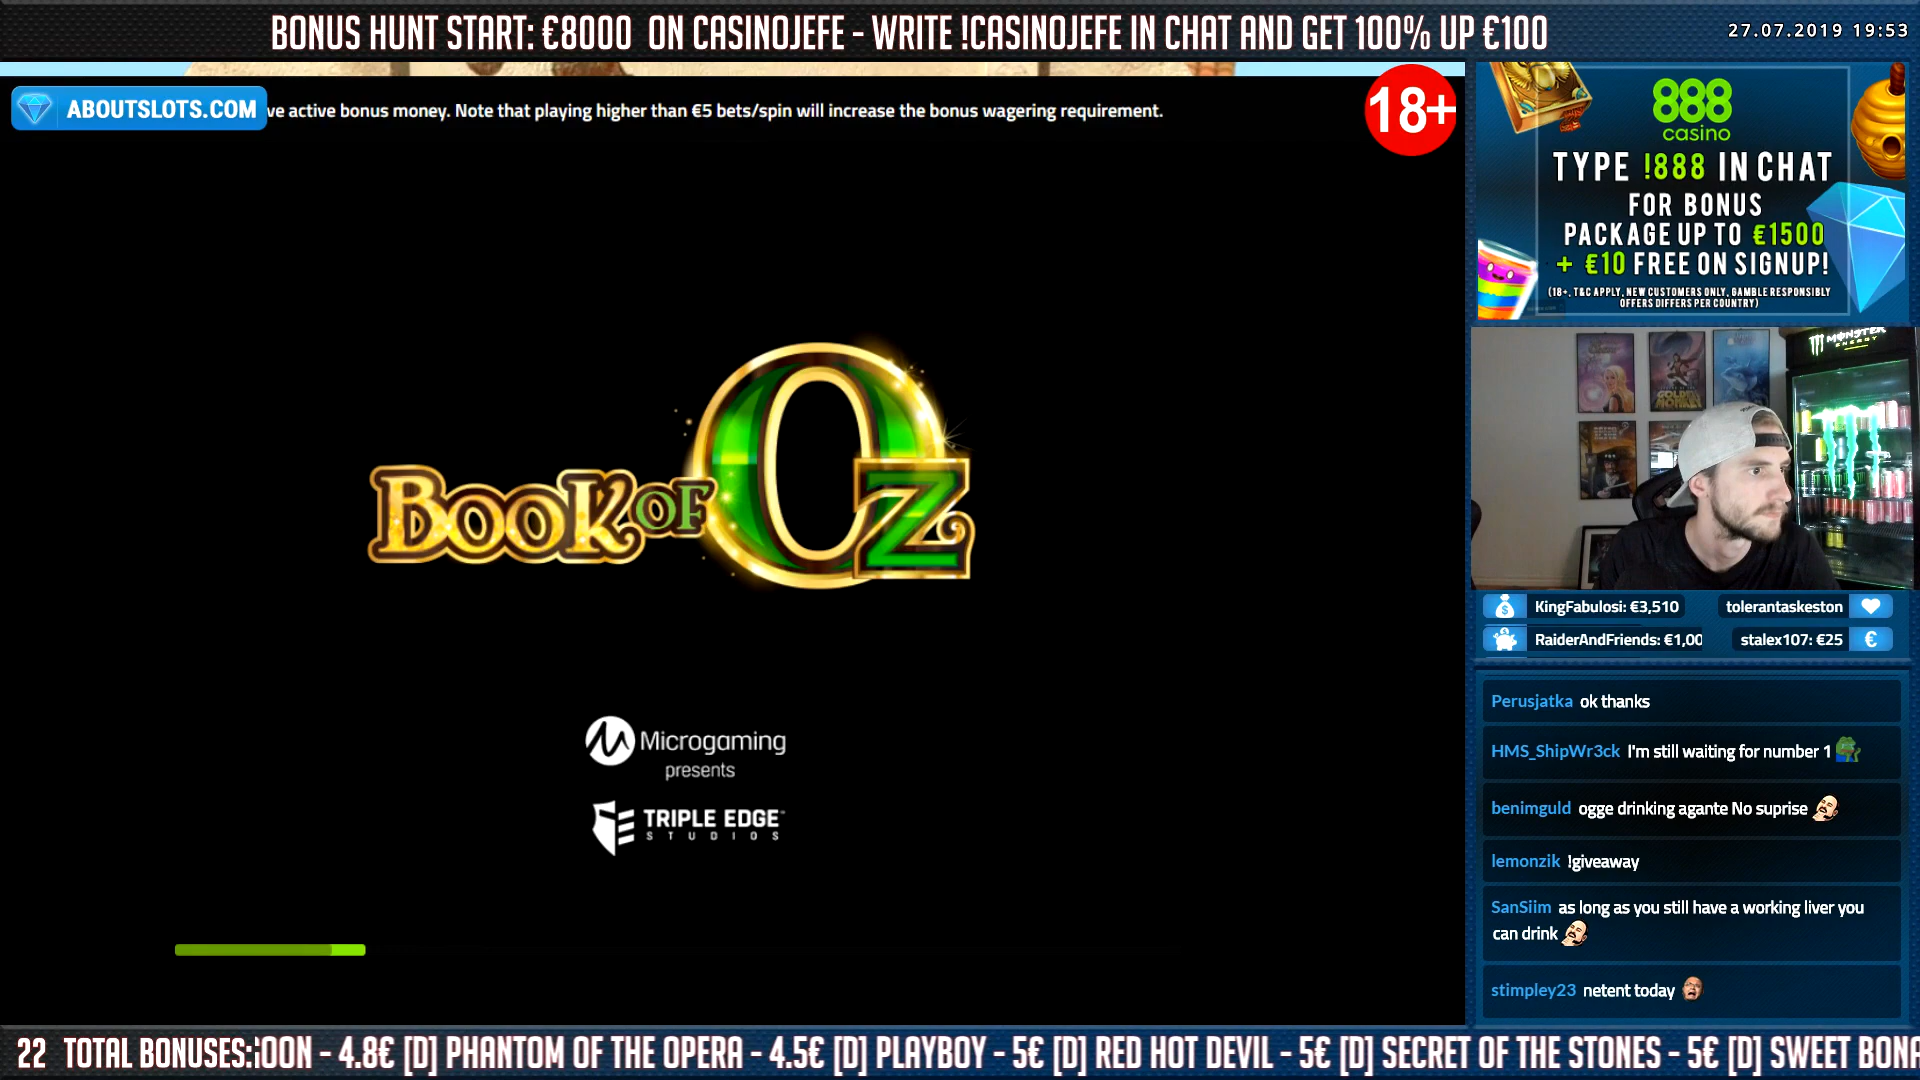 BONUS HUNT START: €8000 ON CASINOJEFE - WRITE !CASINOJEFE IN CHAT AND GET 100% UP €100
27.07.2019 19:53
ABOUTSLOTS.COM
ve active bonus money. Note that playing higher than €5 bets/spin will increase the bonus wagering requirement.
18+
888
casino
TYPE !888 IN CHAT
FOR BONUS
PACKAGE UP TO €1500
+ €10 FREE ON SIGNUP!
(18+, T&C APPLY, NEW CUSTOMERS ONLY, GAMBLE RESPONSIBLY
OFFERS DIFFERS PER COUNTRY)
MONSTER
ENERGY
GOLDEN
MONKEY
BOOK OF OZ
Microgaming
presents
TRIPLE EDGE
STUDIOS
KingFabulosi: €3,510
tolerantaskeston
RaiderAndFriends: €1,00
stalex107: €25
€
Perusjatka ok thanks
HMS_ShipWr3ck I'm still waiting for number 1
benimguld ogge drinking agante No suprise
lemonzik !giveaway
SanSiim as long as you still have a working liver you
can drink
stimpley23 netent today
22 TOTAL BONUSES: OON - 4.8€ [D] PHANTOM OF THE OPERA - 4.5€ [D] PLAYBOY - 5€ [D] RED HOT DEVIL - 5€ [D] SECRET OF THE STONES - 5€ [D] SWEET BONA